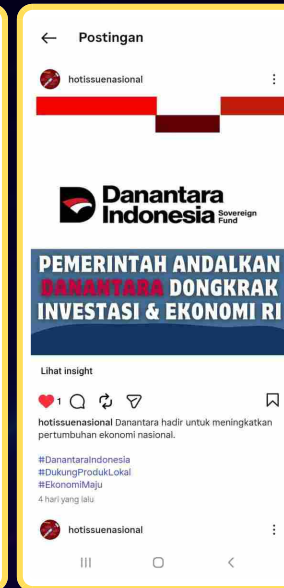 Postingan
hotissuenasional
Danantara
Indonesia Sovereign Fund
PEMERINTAH ANDALKAN
DANANTARA DONGKRAK
INVESTASI & EKONOMI RI
Lihat insight
1
hotissuenasional Danantara hadir untuk meningkatkan
pertumbuhan ekonomi nasional.
#DanantaraIndonesia
#DukungProdukLokal
#EkonomiMaju
4 hari yang lalu
hotissuenasional